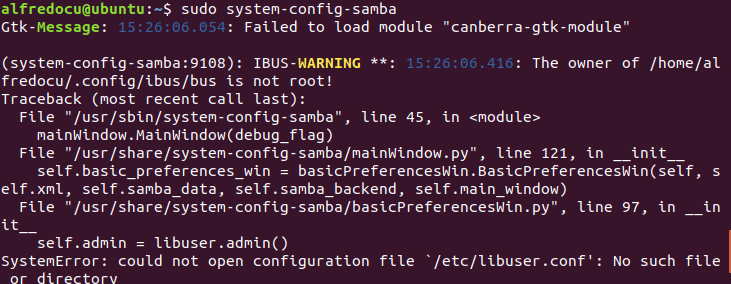 alfredocu@ubuntu:~$ sudo system-config-samba
Gtk-Message: 15:26:06.054: Failed to load module "canberra-gtk-module"
(system-config-samba:9108): IBUS-WARNING **: 15:26:06.416: The owner of /home/al
fredocu/.config/ibus/bus is not root!
Traceback (most recent call last):
  File "/usr/sbin/system-config-samba", line 45, in <module>
    mainWindow.MainWindow(debug_flag)
  File "/usr/share/system-config-samba/mainWindow.py", line 121, in __init__
    self.basic_preferences_win = basicPreferencesWin.BasicPreferencesWin(self, s
elf.xml, self.samba_data, self.samba_backend, self.main_window)
  File "/usr/share/system-config-samba/basicPreferencesWin.py", line 97, in __in
it__
    self.admin = libuser.admin()
SystemError: could not open configuration file `/etc/libuser.conf': No such file
 or directory